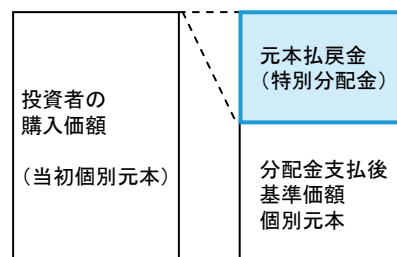 投資者の
購入価額
（当初個別元本）
元本払戻金
（特別分配金）
分配金支払後
基準価額
個別元本